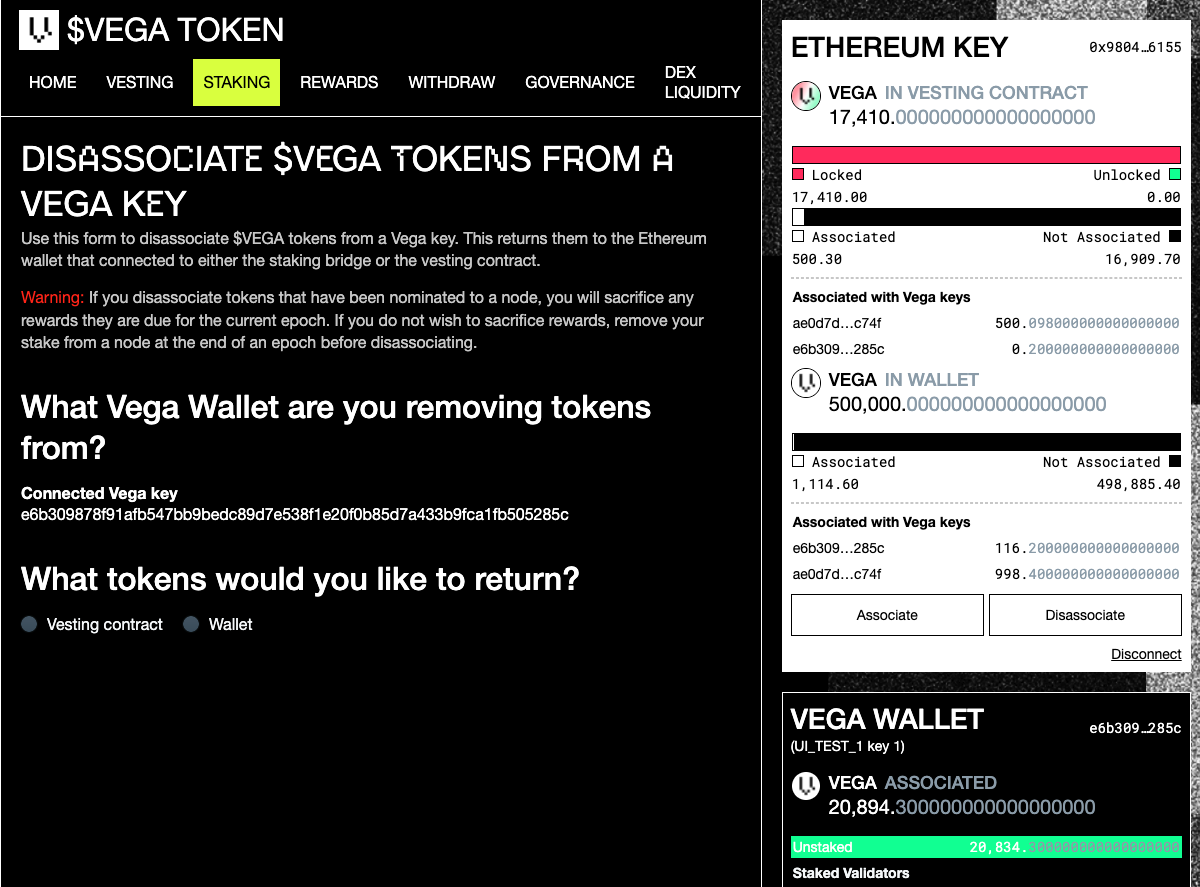 $VEGA TOKEN
HOME VESTING STAKING REWARDS WITHDRAW GOVERNANCE DEX LIQUIDITY
DISASSOCIATE $VEGA TOKENS FROM A
VEGA KEY
Use this form to disassociate $VEGA tokens from a Vega key. This returns them to the Ethereum
wallet that connected to either the staking bridge or the vesting contract.
Warning: If you disassociate tokens that have been nominated to a node, you will sacrifice any
rewards they are due for the current epoch. If you do not wish to sacrifice rewards, remove your
stake from a node at the end of an epoch before disassociating.
What Vega Wallet are you removing tokens
from?
Connected Vega key
e6b309878f91afb547bb9bedc89d7e538f1e20f0b85d7a433b9fca1fb505285c
What tokens would you like to return?
Vesting contract Wallet
ETHEREUM KEY 0x9804…6155
VEGA IN VESTING CONTRACT
17,410.000000000000000000
Locked Unlocked
17,410.00 0.00
Associated Not Associated
500.30 16,909.70
Associated with Vega keys
ae0d7d…c74f 500.098000000000000000
e6b309…285c 0.200000000000000000
VEGA IN WALLET
500,000.000000000000000000
Associated Not Associated
1,114.60 498,885.40
Associated with Vega keys
e6b309…285c 116.200000000000000000
ae0d7d…c74f 998.400000000000000000
Associate Disassociate
Disconnect
VEGA WALLET e6b309…285c
(UI_TEST_1 key 1)
VEGA ASSOCIATED
20,894.300000000000000000
Unstaked 20,834.300000000000000000
Staked Validators